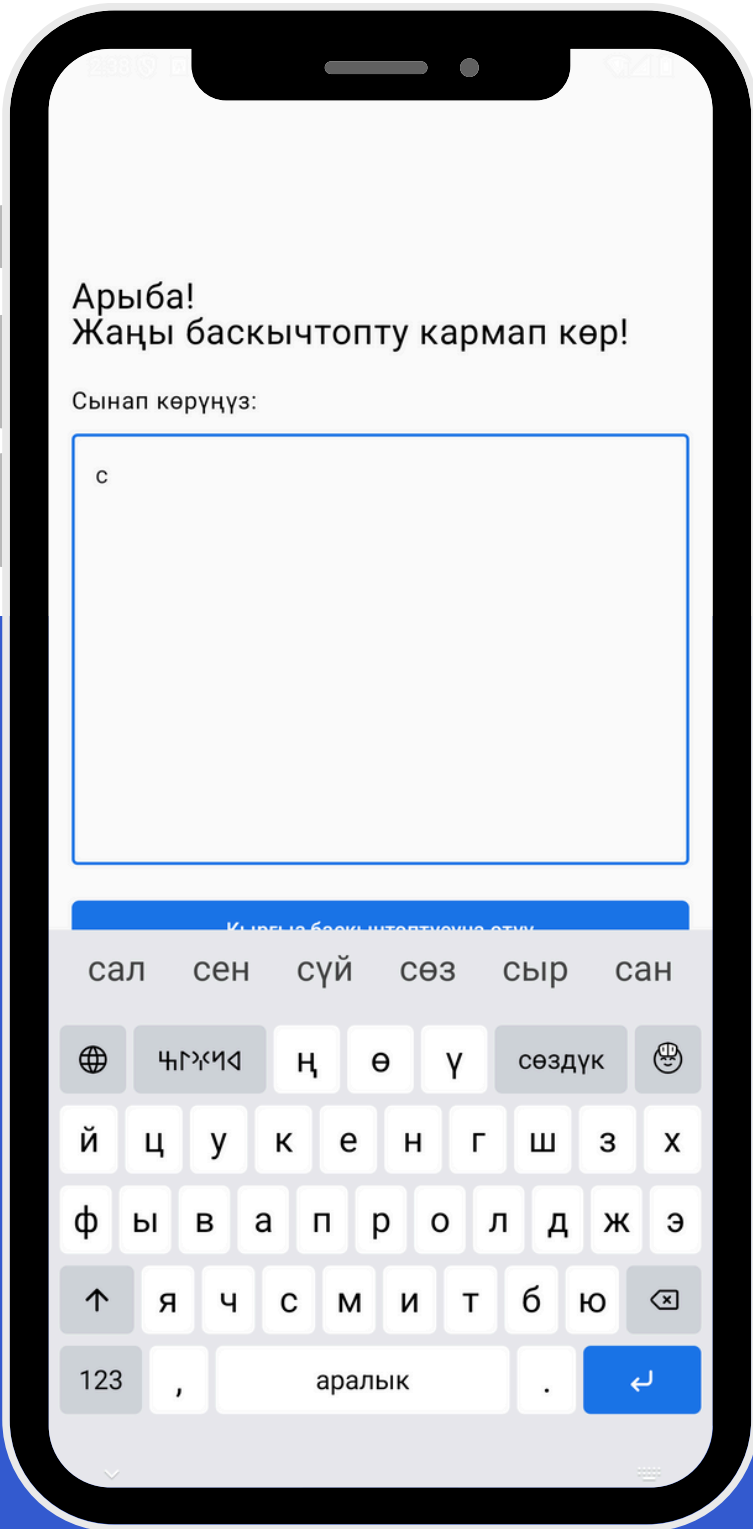 Арыба!
Жаңы баскычтопту кармап көр!
Сынап көрүңүз:
с
сал сен сүй сөз сыр сан
ң ө ү сөздүк
й ц у к е н г ш з х
ф ы в а п р о л д ж э
я ч с м и т б ю
123 , аралык .